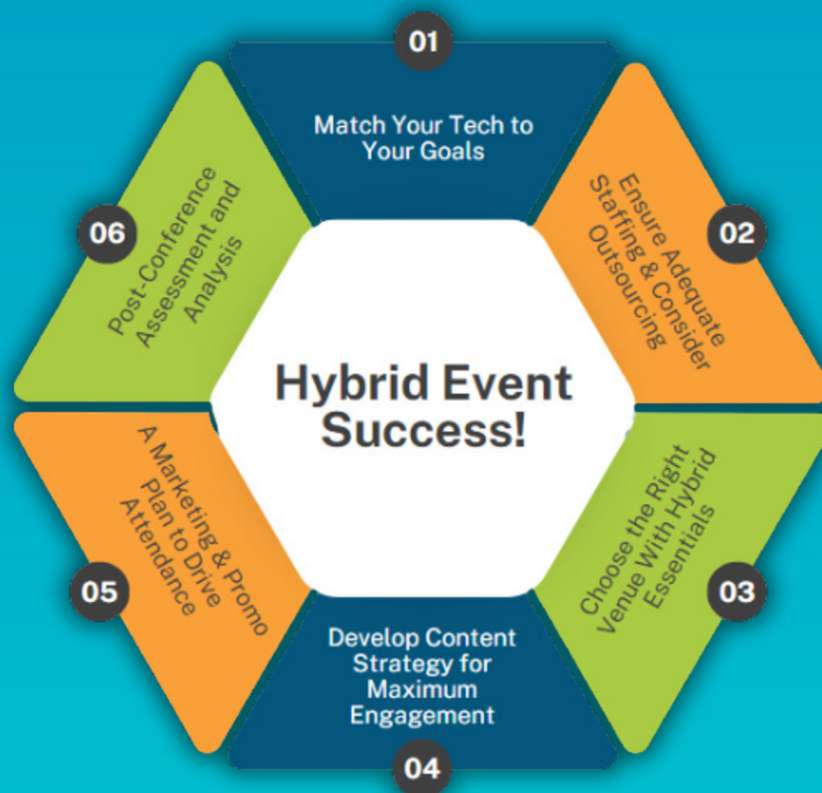 01
Match Your Tech to
Your Goals
02
Ensure Adequate
Staffing & Consider
Outsourcing
03
Choose the Right
Venue With Hybrid
Essentials
04
Develop Content
Strategy for
Maximum
Engagement
05
A Marketing & Promo
Plan to Drive
Attendance
06
Post-Conference
Assessment and
Analysis
Hybrid Event
Success!